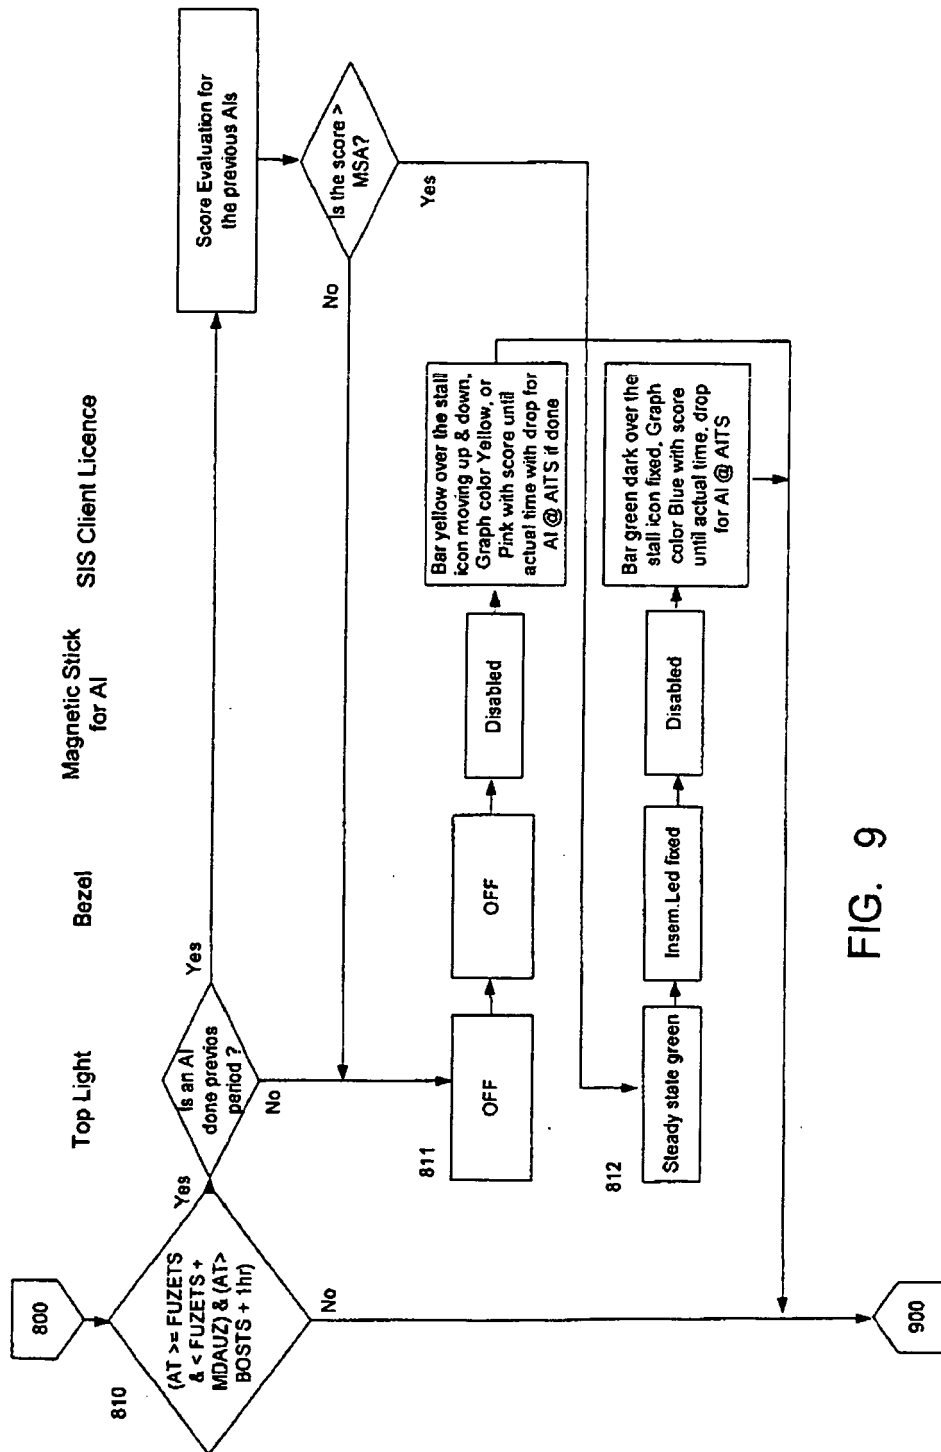 Top Light
Bezel
Magnetic Stick
for AI
SIS Client Licence
800
810
(AT >= FUZETS
& < FUZETS +
MDAUZ) & (AT>
BOSTS + 1hr)
Yes
No
Is an AI
done previos
period ?
Yes
No
Score Evaluation for
the previous AIs
Is the score >
MSA?
No
Yes
811
OFF
OFF
Disabled
Bar yellow over the stall
icon moving up & down,
Graph color Yellow, or
Pink with score until
actual time with drop for
AI @ AITS if done
812
Steady state green
Insem.Led fixed
Disabled
Bar green dark over the
stall icon fixed, Graph
color Blue with score
until actual time, drop
for AI @ AITS
900
FIG. 9